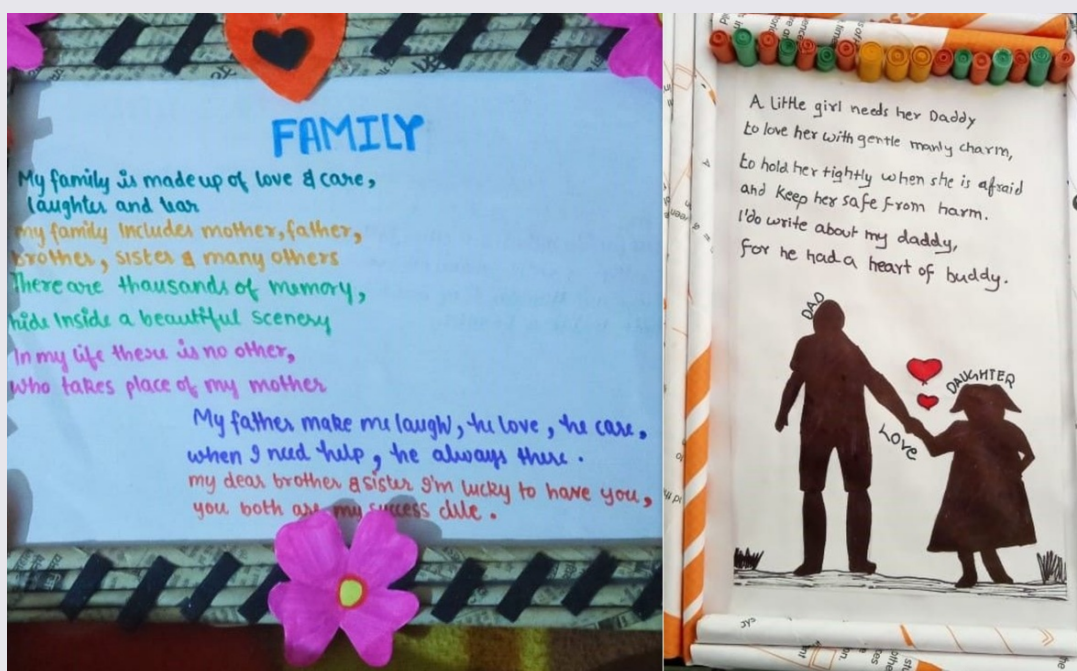 FAMILY
My family is made up of love & care,
laughter and bar
my family Includes mother, father,
brother, sister & many others
There are thousands of memory,
hide Inside a beautiful scenery
In my life there is no other,
who takes place of my mother
My father make me laugh, he love, he care,
when I need help, he always there.
my dear brother & sister I'm lucky to have you,
you both are my success clue.
A little girl needs her Daddy
to love her with gentle manly charm,
to hold her tightly when she is afraid
and keep her safe from harm.
I'do write about my daddy,
for he had a heart of buddy.
DAD
DAUGHTER
LOVE